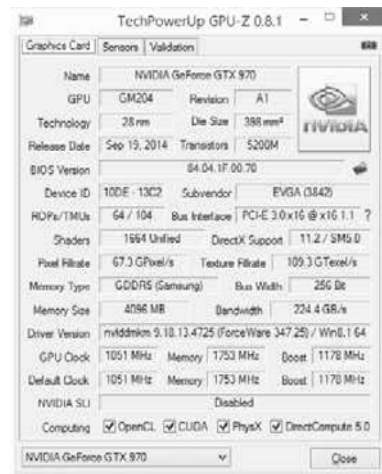 TechPowerUp GPU-Z 0.8.1
Graphics Card Sensors Validation
Name NVIDIA GeForce GTX 970
GPU GM204 Revision A1
Technology 28 nm Die Size 398 mm²
Release Date Sep 19, 2014 Transistors 5200M
BIOS Version 84.04.1F.00.70
Device ID 10DE - 13C2 Subvendor EVGA (3842)
ROPs/TMUs 64 / 104 Bus Interface PCI-E 3.0 x16 @ x16 1.1 ?
Shaders 1664 Unified DirectX Support 11.2 / SM5.0
Pixel Fillrate 67.3 GPixel/s Texture Fillrate 109.3 GTexel/s
Memory Type GDDR5 (Samsung) Bus Width 256 Bit
Memory Size 4096 MB Bandwidth 224.4 GB/s
Driver Version nvlddmkm 9.18.13.4725 (ForceWare 347.25) / Win8.1 64
GPU Clock 1051 MHz Memory 1753 MHz Boost 1178 MHz
Default Clock 1051 MHz Memory 1753 MHz Boost 1178 MHz
NVIDIA SLI Disabled
Computing OpenCL CUDA PhysX DirectCompute 5.0
NVIDIA GeForce GTX 970 Close
NVIDIA